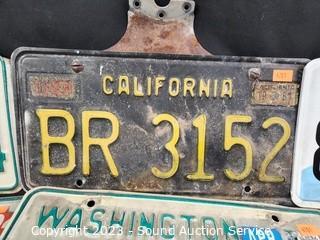 CALIFORNIA
BR 3152
WASHINGTON
Copyright 2023 - Sound Auction Service